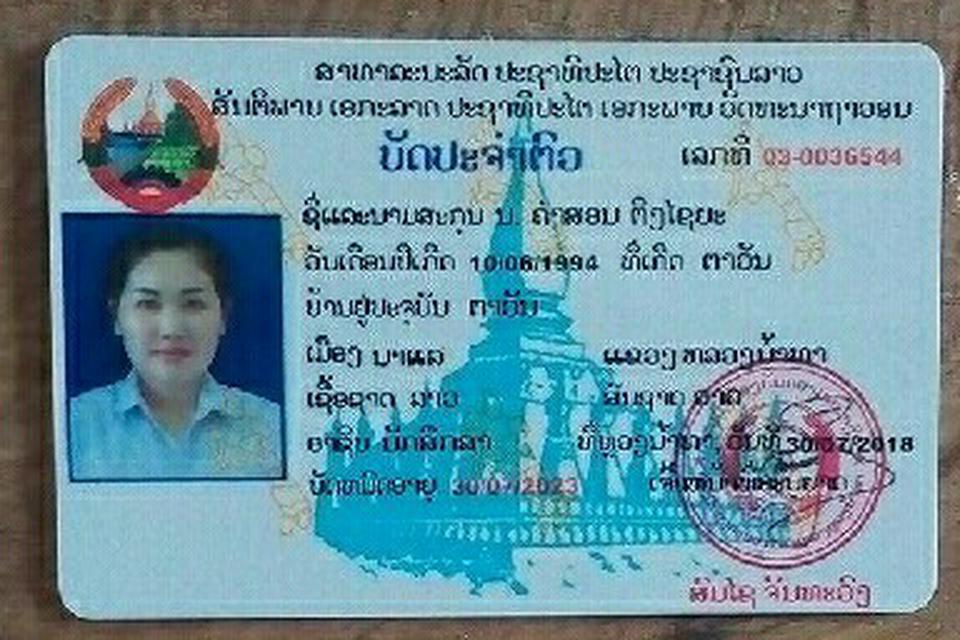 ສາທາລະນະລັດ ປະຊາທິປະໄຕ ປະຊາຊົນລາວ
ສັນຕິພາບ ເອກະລາດ ປະຊາທິປະໄຕ ເອກະພາບ ວັດທະນາຖາວອນ
ບັດປະຈຳຕົວ
ເລກທີ 03-0036544
ຊື່ແລະນາມສະກຸນ ນ. ຄຳສອນ ຕິງໄຊຍະ
ວັນເດືອນປີເກີດ 10/06/1994 ທີ່ເກີດ ຕາວັນ
ບ້ານຢູ່ປະຈຸບັນ ຕາວັນ
ເມືອງ ນາແລ ແຂວງ ຫລວງນ້ຳທາ
ເຊື້ອຊາດ ລາວ ສັນຊາດ ລາວ
ອາຊີບ ນັກສຶກສາ ທີ່ຫຼວງນ້ຳທາ, ວັນທີ 30/07/2018
ບັດຫມົດອາຍຸ 30/07/2023
ສົມໄຊ ຈັນທະວົງ